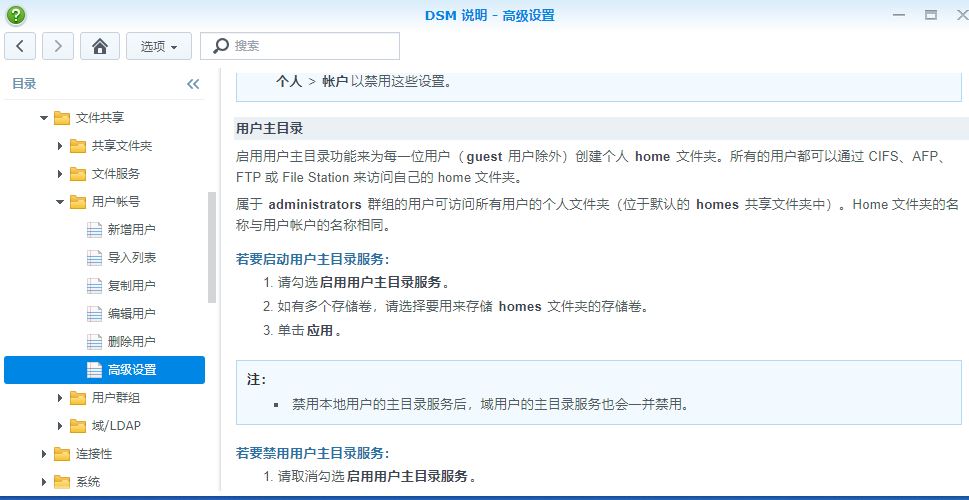 DSM 说明 - 高级设置
选项
搜索
目录
文件共享
共享文件夹
文件服务
用户帐号
新增用户
导入列表
复制用户
编辑用户
删除用户
高级设置
用户群组
域/LDAP
连接性
系统
个人 > 帐户以禁用这些设置。
用户主目录
启用用户主目录功能来为每一位用户（guest 用户除外）创建个人 home 文件夹。所有的用户都可以通过 CIFS、AFP、
FTP 或 File Station 来访问自己的 home 文件夹。
属于 administrators 群组的用户可访问所有用户的个人文件夹（位于默认的 homes 共享文件夹中）。Home 文件夹的名
称与用户帐户的名称相同。
若要启动用户主目录服务：
1. 请勾选启用用户主目录服务。
2. 如有多个存储卷，请选择要用来存储 homes 文件夹的存储卷。
3. 单击应用。
注：
▪ 禁用本地用户的主目录服务后，域用户的主目录服务也会一并禁用。
若要禁用用户主目录服务：
1. 请取消勾选启用用户主目录服务。